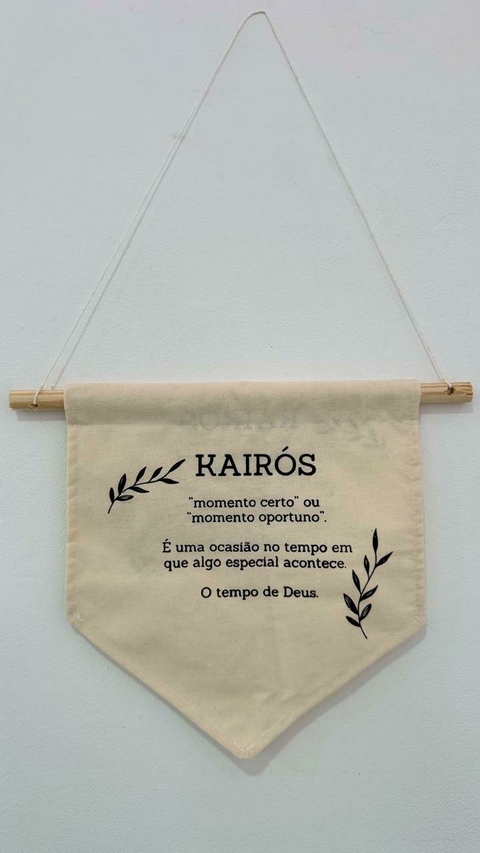 KAIRÓS
"momento certo" ou
"momento oportuno".
É uma ocasião no tempo em
que algo especial acontece.
O tempo de Deus.